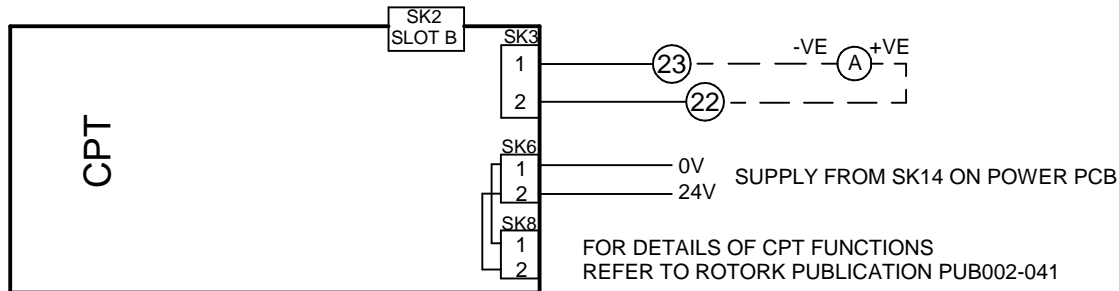 SK2
SLOT B
SK3
1
23
-VE
A
+VE
2
22
CPT
SK6
1
0V
2
24V
SUPPLY FROM SK14 ON POWER PCB
SK8
1
2
FOR DETAILS OF CPT FUNCTIONS
REFER TO ROTORK PUBLICATION PUB002-041